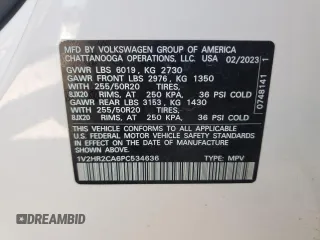 MFD BY VOLKSWAGEN GROUP OF AMERICA
CHATTANOOGA OPERATIONS, LLC. USA 02/2023
GVWR LBS 6019, KG 2730
GAWR FRONT LBS 2976, KG 1350
WITH 255/50R20 TIRES,
8JX20 RIMS, AT 250 KPA, 36 PSI COLD
GAWR REAR LBS 3153, KG 1430
WITH 255/50R20 TIRES,
8JX20 RIMS, AT 250 KPA, 36 PSI COLD
THIS VEHICLE CONFORMS TO ALL APPLICABLE
FEDERAL MOTOR VEHICLE SAFETY AND THEFT
PREVENTION STANDARDS IN EFFECT ON THE
DATE OF MANUFACTURE SHOWN ABOVE.
1V2HR2CA6PC534636 TYPE: MPV
0748141
© DREAMBID